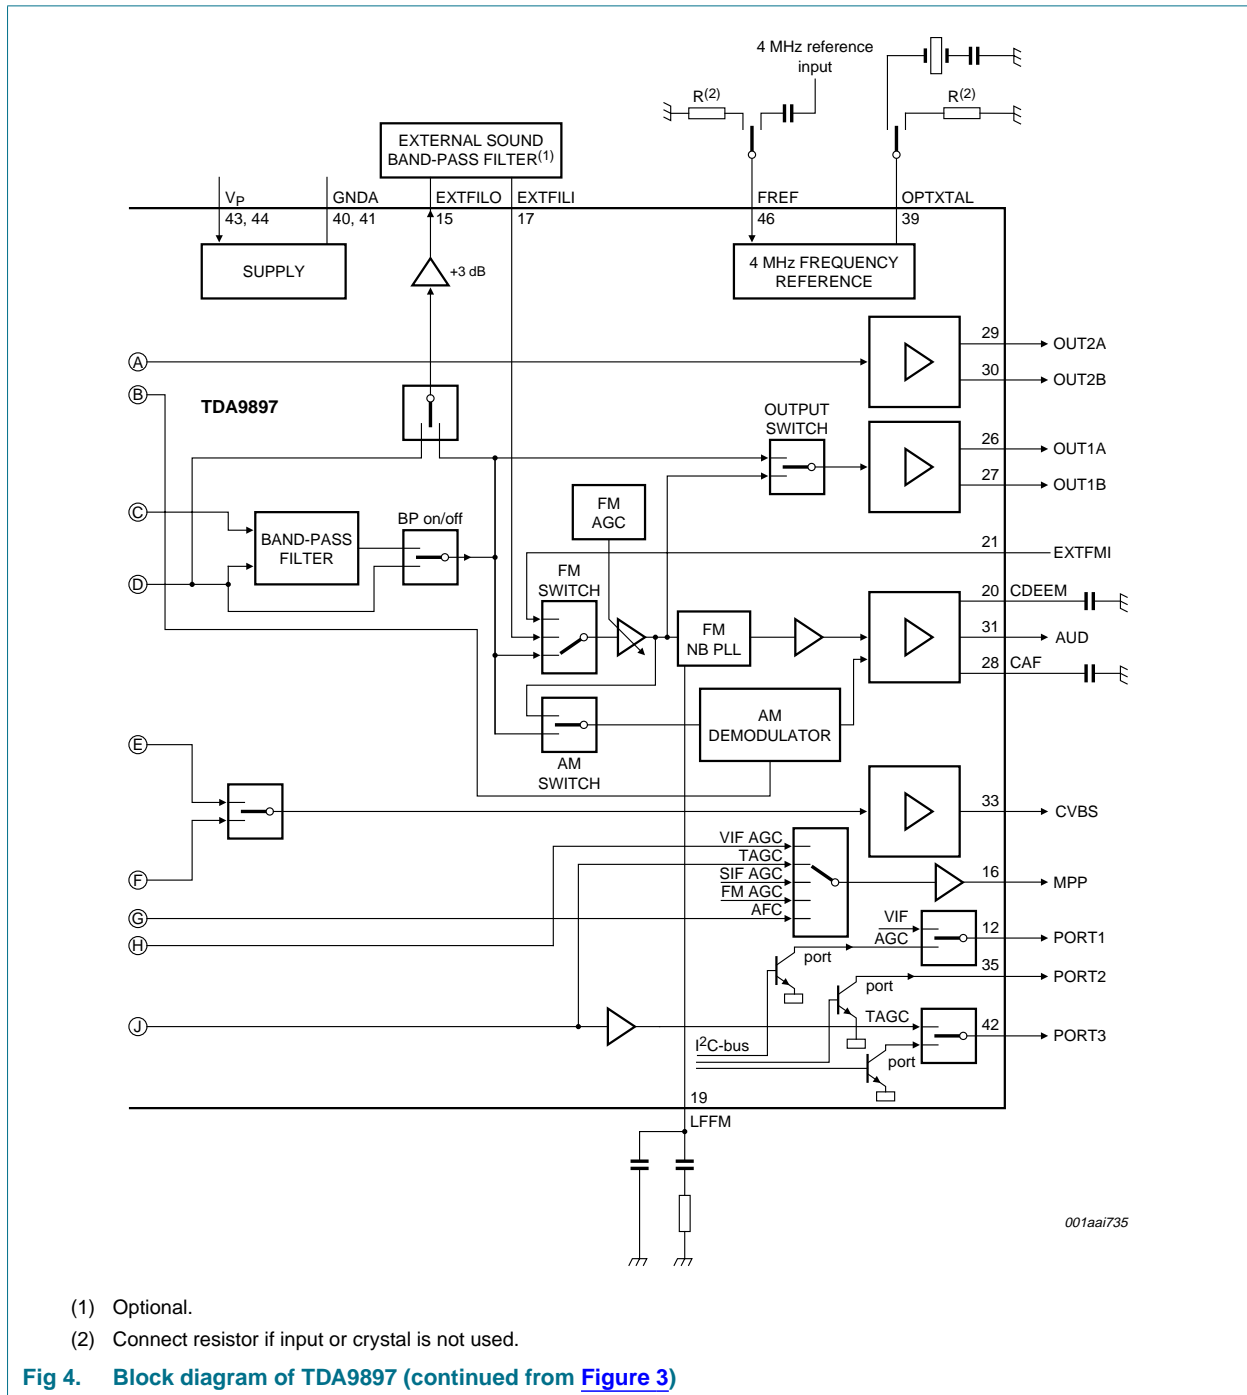 4 MHz reference
input
R(2)
R(2)
EXTERNAL SOUND
BAND-PASS FILTER(1)
VP
GNDA
EXTFILO
EXTFILI
FREF
OPTXTAL
43, 44
40, 41
15
17
46
39
SUPPLY
+3 dB
4 MHz FREQUENCY
REFERENCE
A
29
OUT2A
30
OUT2B
B
TDA9897
OUTPUT
SWITCH
26
OUT1A
27
OUT1B
C
BAND-PASS
FILTER
BP on/off
FM
AGC
21
EXTFMI
D
FM
SWITCH
20
CDEEM
FM
NB PLL
31
AUD
28
CAF
AM
DEMODULATOR
AM
SWITCH
E
33
CVBS
F
VIF AGC
TAGC
SIF AGC
FM AGC
AFC
16
MPP
G
H
VIF
AGC
12
PORT1
port
35
PORT2
port
J
TAGC
42
PORT3
I2C-bus
port
19
LFFM
001aai735
(1) Optional.
(2) Connect resistor if input or crystal is not used.
Fig 4. Block diagram of TDA9897 (continued from Figure 3)